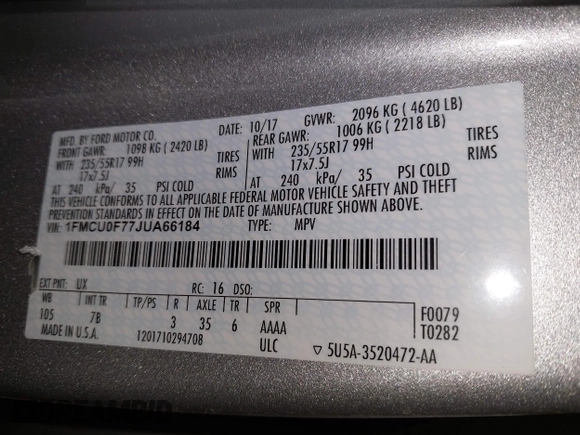 MFD. BY FORD MOTOR CO.
DATE: 10/17 GVWR: 2096 KG ( 4620 LB)
FRONT GAWR: 1098 KG ( 2420 LB) REAR GAWR: 1006 KG ( 2218 LB)
WITH 235/55R17 99H TIRES WITH 235/55R17 99H TIRES
17x7.5J RIMS 17x7.5J RIMS
AT 240 kPa/ 35 PSI COLD AT 240 kPa/ 35 PSI COLD
THIS VEHICLE CONFORMS TO ALL APPLICABLE FEDERAL MOTOR VEHICLE SAFETY AND THEFT
PREVENTION STANDARDS IN EFFECT ON THE DATE OF MANUFACTURE SHOWN ABOVE.
VIN: 1FMCU0F77JUA66184 TYPE: MPV
EXT PNT: UX RC: 16 DSO:
WB INT TR TP/PS R AXLE TR SPR F0079
105 7B 3 35 6 AAAA T0282
MADE IN U.S.A. 1201710294708 ULC ▽ 5U5A-3520472-AA